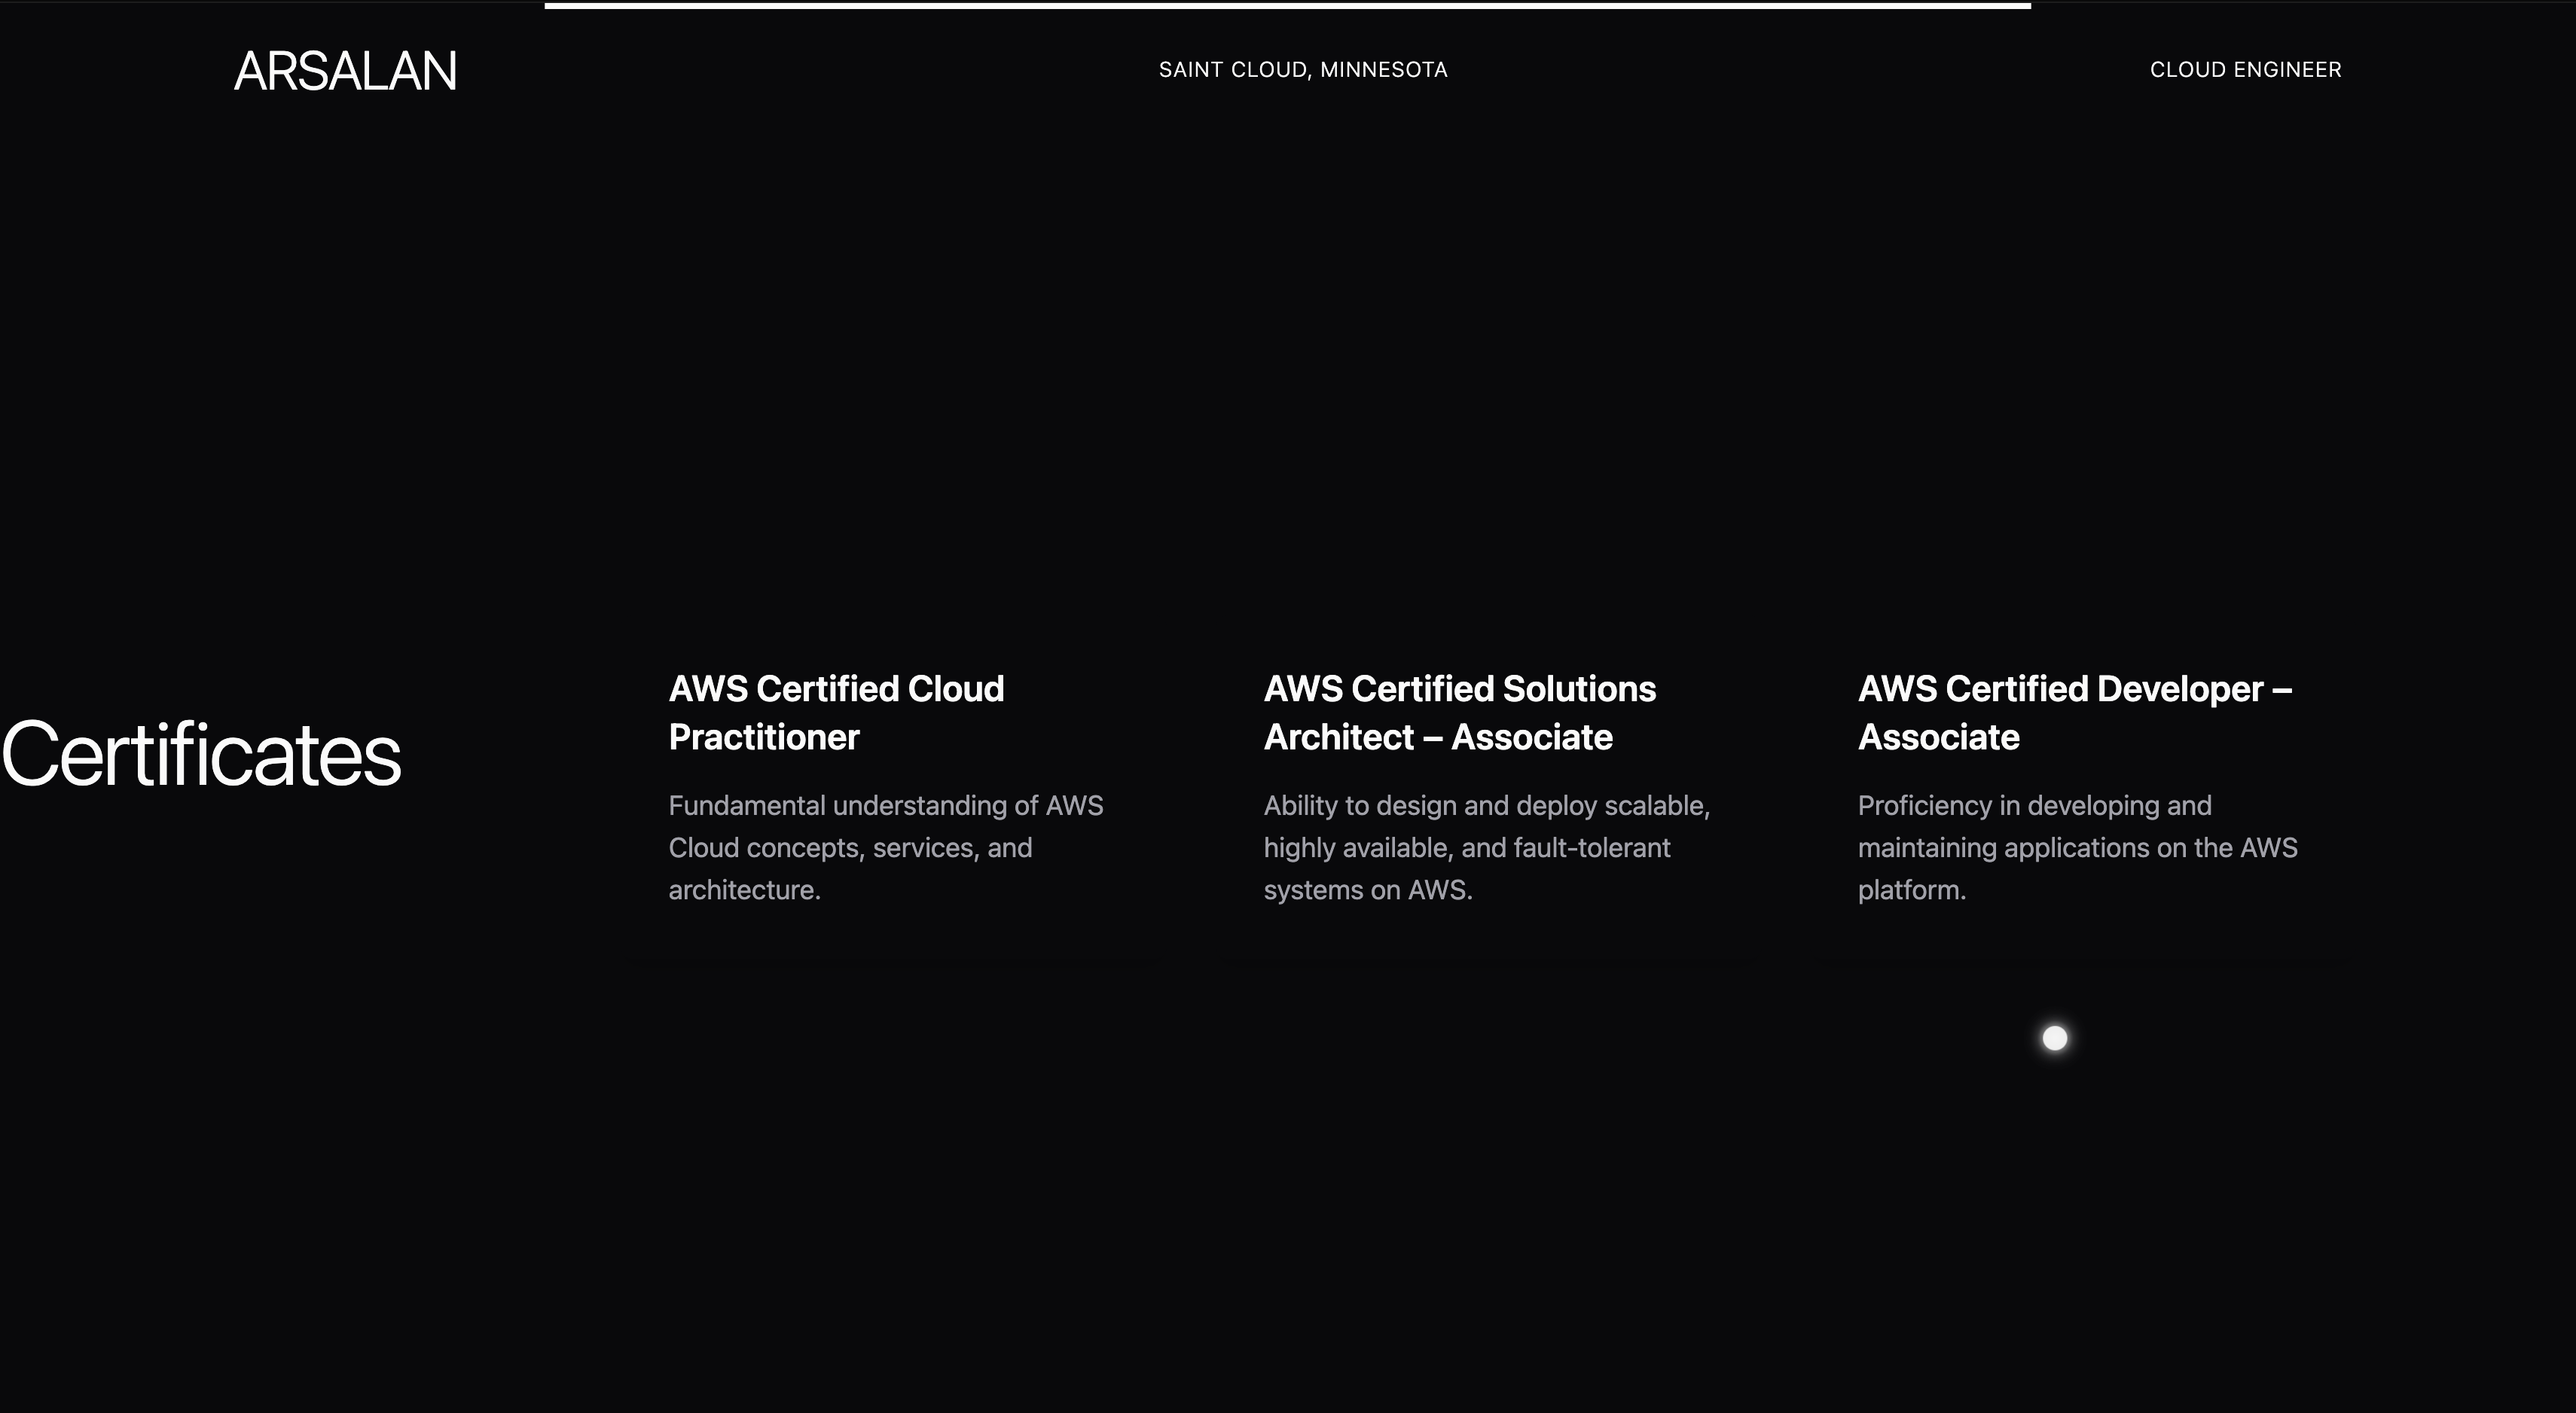 ARSALAN
SAINT CLOUD, MINNESOTA
CLOUD ENGINEER
Certificates
AWS Certified Cloud
Practitioner
Fundamental understanding of AWS
Cloud concepts, services, and
architecture.
AWS Certified Solutions
Architect – Associate
Ability to design and deploy scalable,
highly available, and fault-tolerant
systems on AWS.
AWS Certified Developer –
Associate
Proficiency in developing and
maintaining applications on the AWS
platform.